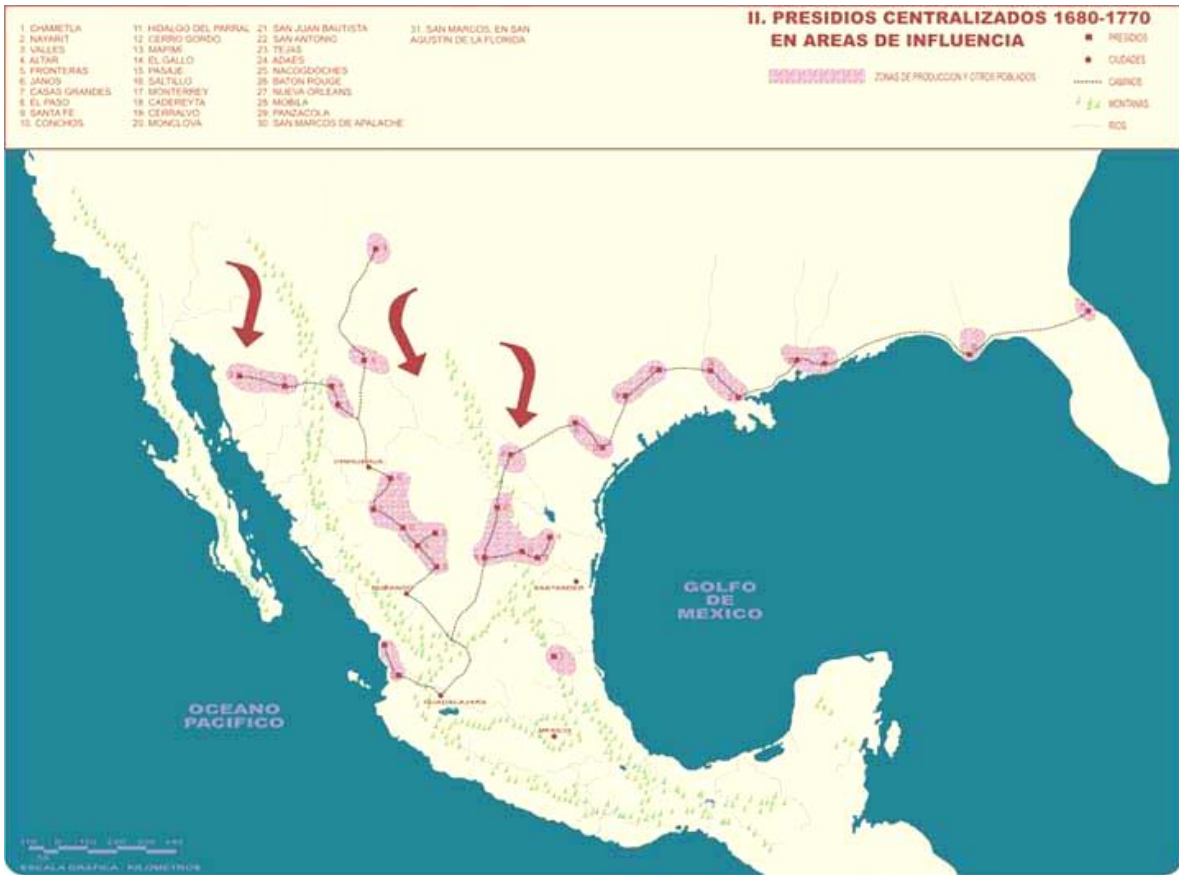 1. CHAMETLA
2. NAYARIT
3. VALLES
4. ALTAR
5. FRONTERAS
6. JANOS
7. CASAS GRANDES
8. EL PASO
9. SANTA FE
10. CONCHOS
11. HIDALGO DEL PARRAL
12. CERRO GORDO
13. MAPIMI
14. EL GALLO
15. PASAJE
16. SALTILLO
17. MONTERREY
18. CADEREYTA
19. CERRALVO
20. MONCLOVA
21. SAN JUAN BAUTISTA
22. SAN ANTONIO
23. TEJAS
24. ADAES
25. NACOGDOCHES
26. BATON ROUGE
27. NUEVA ORLEANS
28. MOBILA
29. PANZACOLA
30. SAN MARCOS DE APALACHE
31. SAN MARCOS, EN SAN
AGUSTIN DE LA FLORIDA
II. PRESIDIOS CENTRALIZADOS 1680-1770
EN AREAS DE INFLUENCIA
ZONAS DE PRODUCCION Y OTROS POBLADOS
PRESIDIOS
CIUDADES
CAMINOS
MONTANAS
RIOS
CHIHUAHUA
DURANGO
SANTANDER
GOLFO
DE
MEXICO
GUADALAJARA
OCEANO
PACIFICO
MEXICO
ESCALA GRAFICA - KILOMETROS